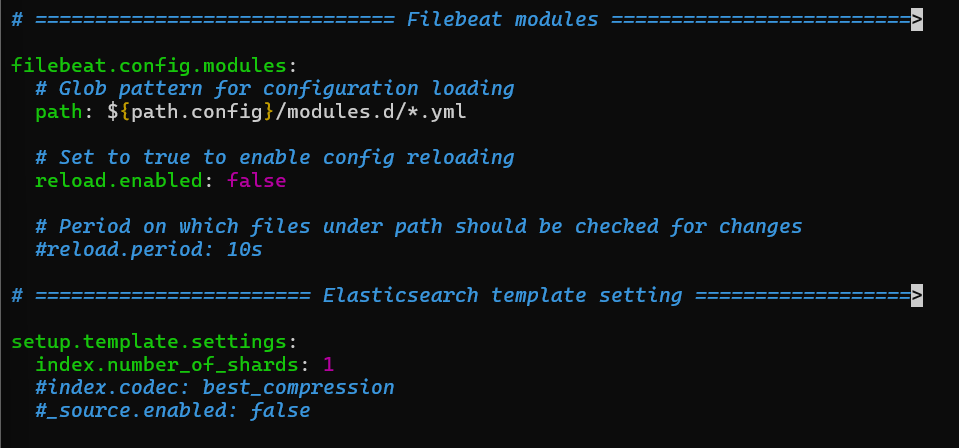 # ============================== Filebeat modules =========================>
filebeat.config.modules:
# Glob pattern for configuration loading
path: ${path.config}/modules.d/*.yml
# Set to true to enable config reloading
reload.enabled: false
# Period on which files under path should be checked for changes
#reload.period: 10s
# ======================= Elasticsearch template setting ==================>
setup.template.settings:
index.number_of_shards: 1
#index.codec: best_compression
#_source.enabled: false